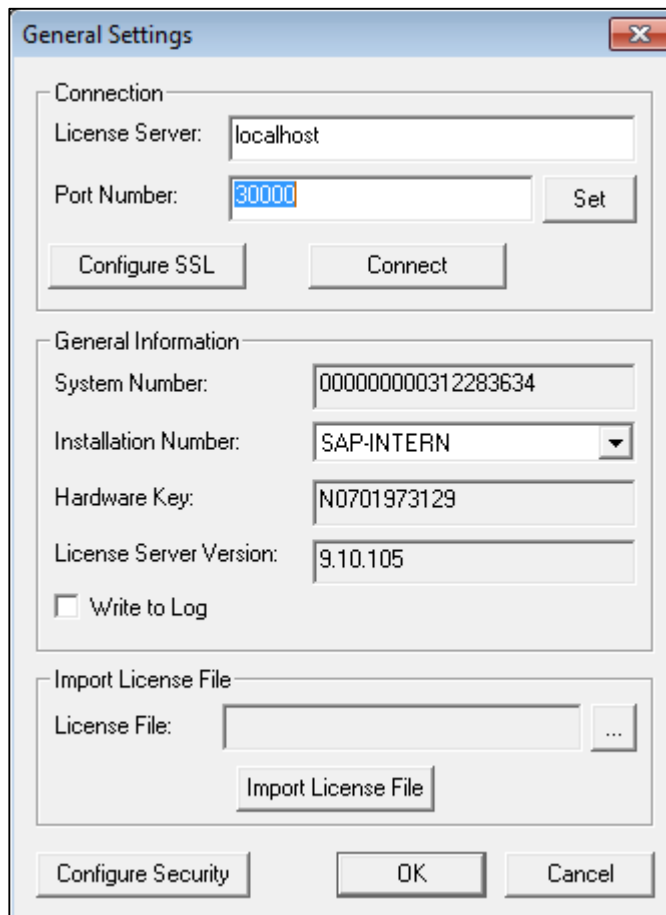 General Settings
Connection
License Server: localhost
Port Number: 30000 Set
Configure SSL Connect
General Information
System Number: 000000000312283634
Installation Number: SAP-INTERN
Hardware Key: N0701973129
License Server Version: 9.10.105
Write to Log
Import License File
License File: ...
Import License File
Configure Security OK Cancel